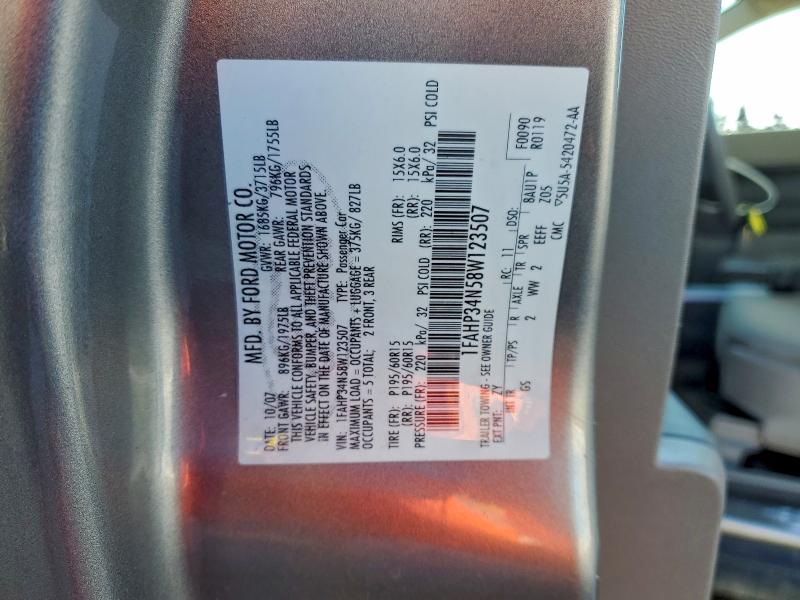 MFD. BY FORD MOTOR CO.
DATE: 10/07 GVWR: 1685KG/3715LB
FRONT GAWR: 896KG/1975LB REAR GAWR: 796KG/1755LB
THIS VEHICLE CONFORMS TO ALL APPLICABLE FEDERAL MOTOR
VEHICLE SAFETY, BUMPER, AND THEFT PREVENTION STANDARDS
IN EFFECT ON THE DATE OF MANUFACTURE SHOWN ABOVE.
VIN: 1FAHP34N58W123507 TYPE: Passenger Car
MAXIMUM LOAD = OCCUPANTS + LUGGAGE = 375KG/ 827LB
OCCUPANTS = 5 TOTAL: 2 FRONT, 3 REAR
TIRE (FR): P195/60R15 RIMS (FR): 15X6.0
(RR): P195/60R15 (RR): 15X6.0
PRESSURE (FR): 220 kPa/ 32 PSI COLD (RR): 220 kPa/ 32 PSI COLD
1FAHP34N58W123507
TRAILER TOWING - SEE OWNER GUIDE
EXT PNT: ZY RC: 11 DSO: F0090
INT TR TP/PS R AXLE TR SPR BAU1P R0119
GS 2 WW 2 EEFF Z05
CMC ▽5U5A-5420472-AA